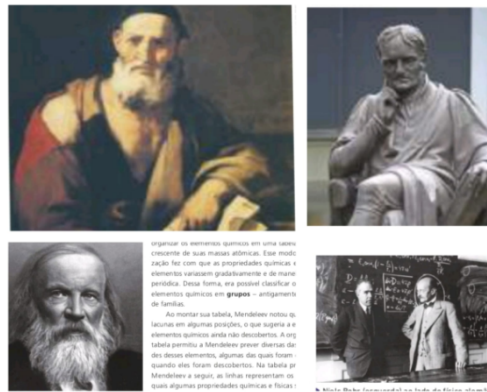 organizar os elementos químicos em uma tabela
crescente de suas massas atômicas. Esse modo
zação fez com que as propriedades químicas
elementos variassem gradativamente e de mane
periódica. Dessa forma, era possível classificar o
elementos químicos em grupos – antigamente
de famílias.
Ao montar sua tabela, Mendeleev notou qu
lacunas em algumas posições, o que sugeria a e
elementos químicos ainda não descobertos. A org
tabela permitiu a Mendeleev prever diversas das
des desses elementos, algumas das quais foram
quando eles foram descobertos. Na tabela pr
Mendeleev a seguir, as linhas representam os
quais algumas propriedades químicas e físicas
Niels Bohr (esquerda) ao lado do físico